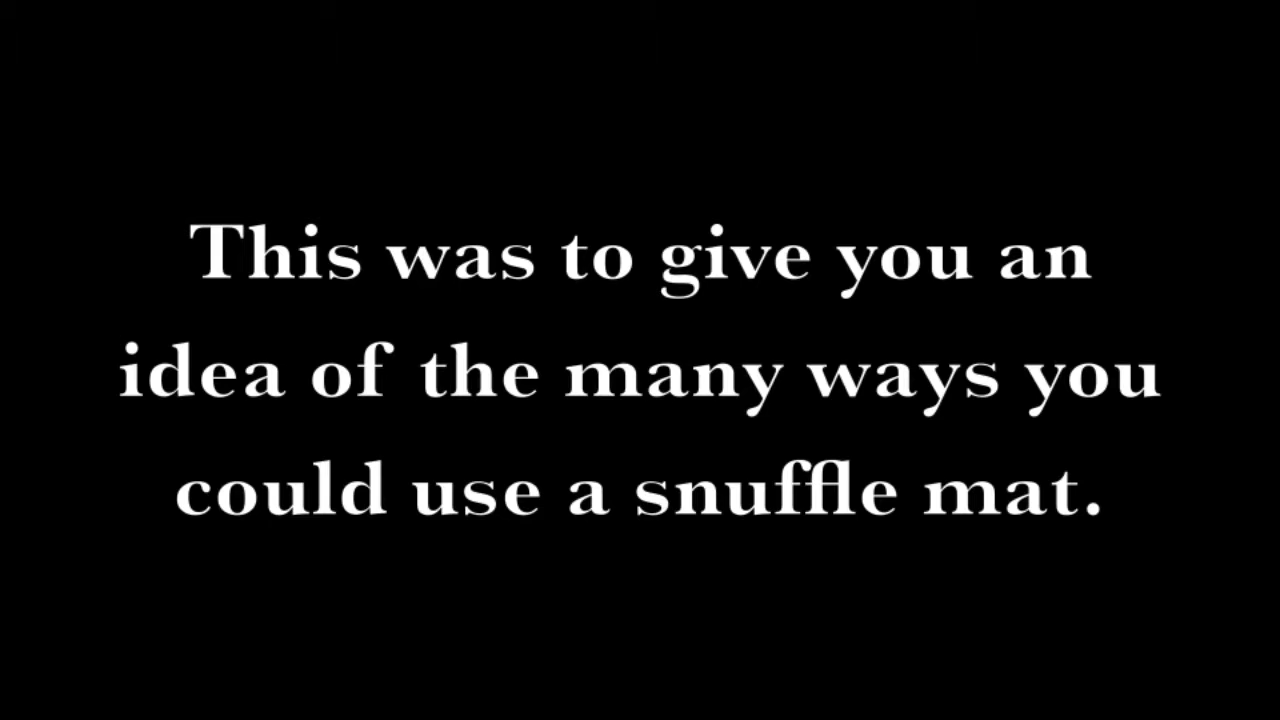 This was to give you an
idea of the many ways you
could use a snuffle mat.